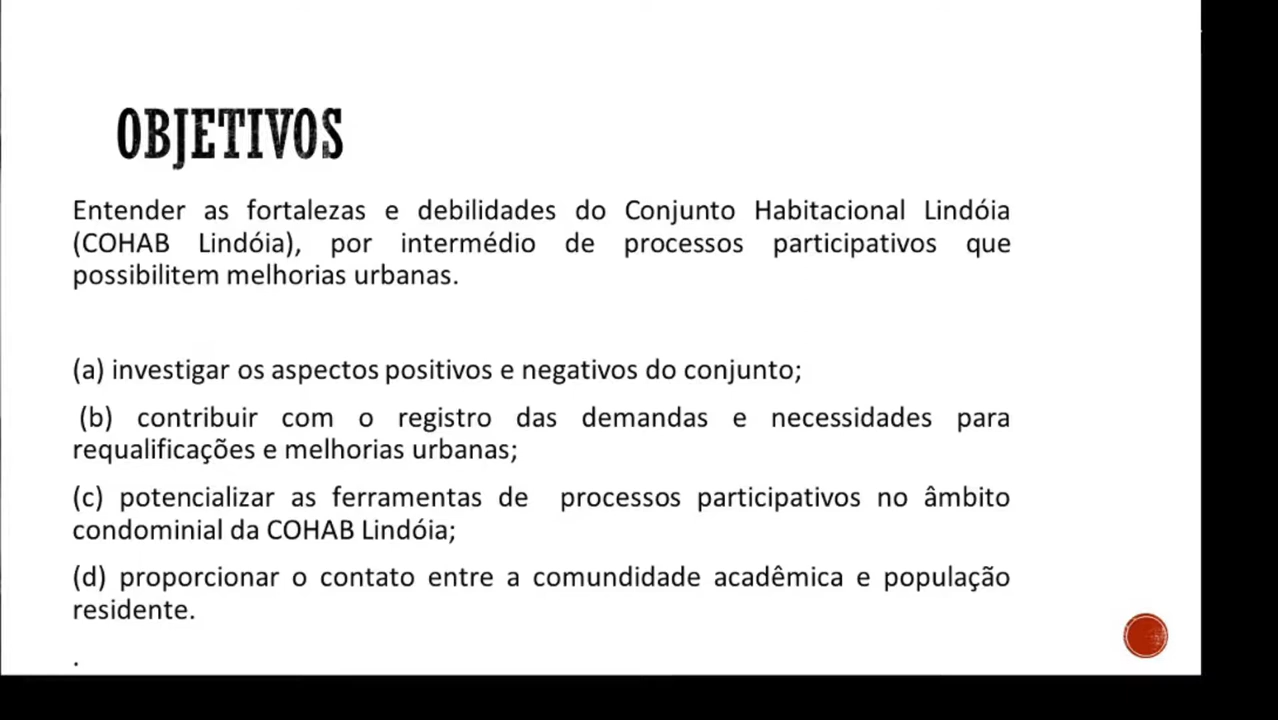 OBJETIVOS
Entender as fortalezas e debilidades do Conjunto Habitacional Lindóia
(COHAB Lindóia), por intermédio de processos participativos que
possibilitem melhorias urbanas.
(a) investigar os aspectos positivos e negativos do conjunto;
(b) contribuir com o registro das demandas e necessidades para
requalificações e melhorias urbanas;
(c) potencializar as ferramentas de processos participativos no âmbito
condominial da COHAB Lindóia;
(d) proporcionar o contato entre a comundidade acadêmica e população
residente.
.